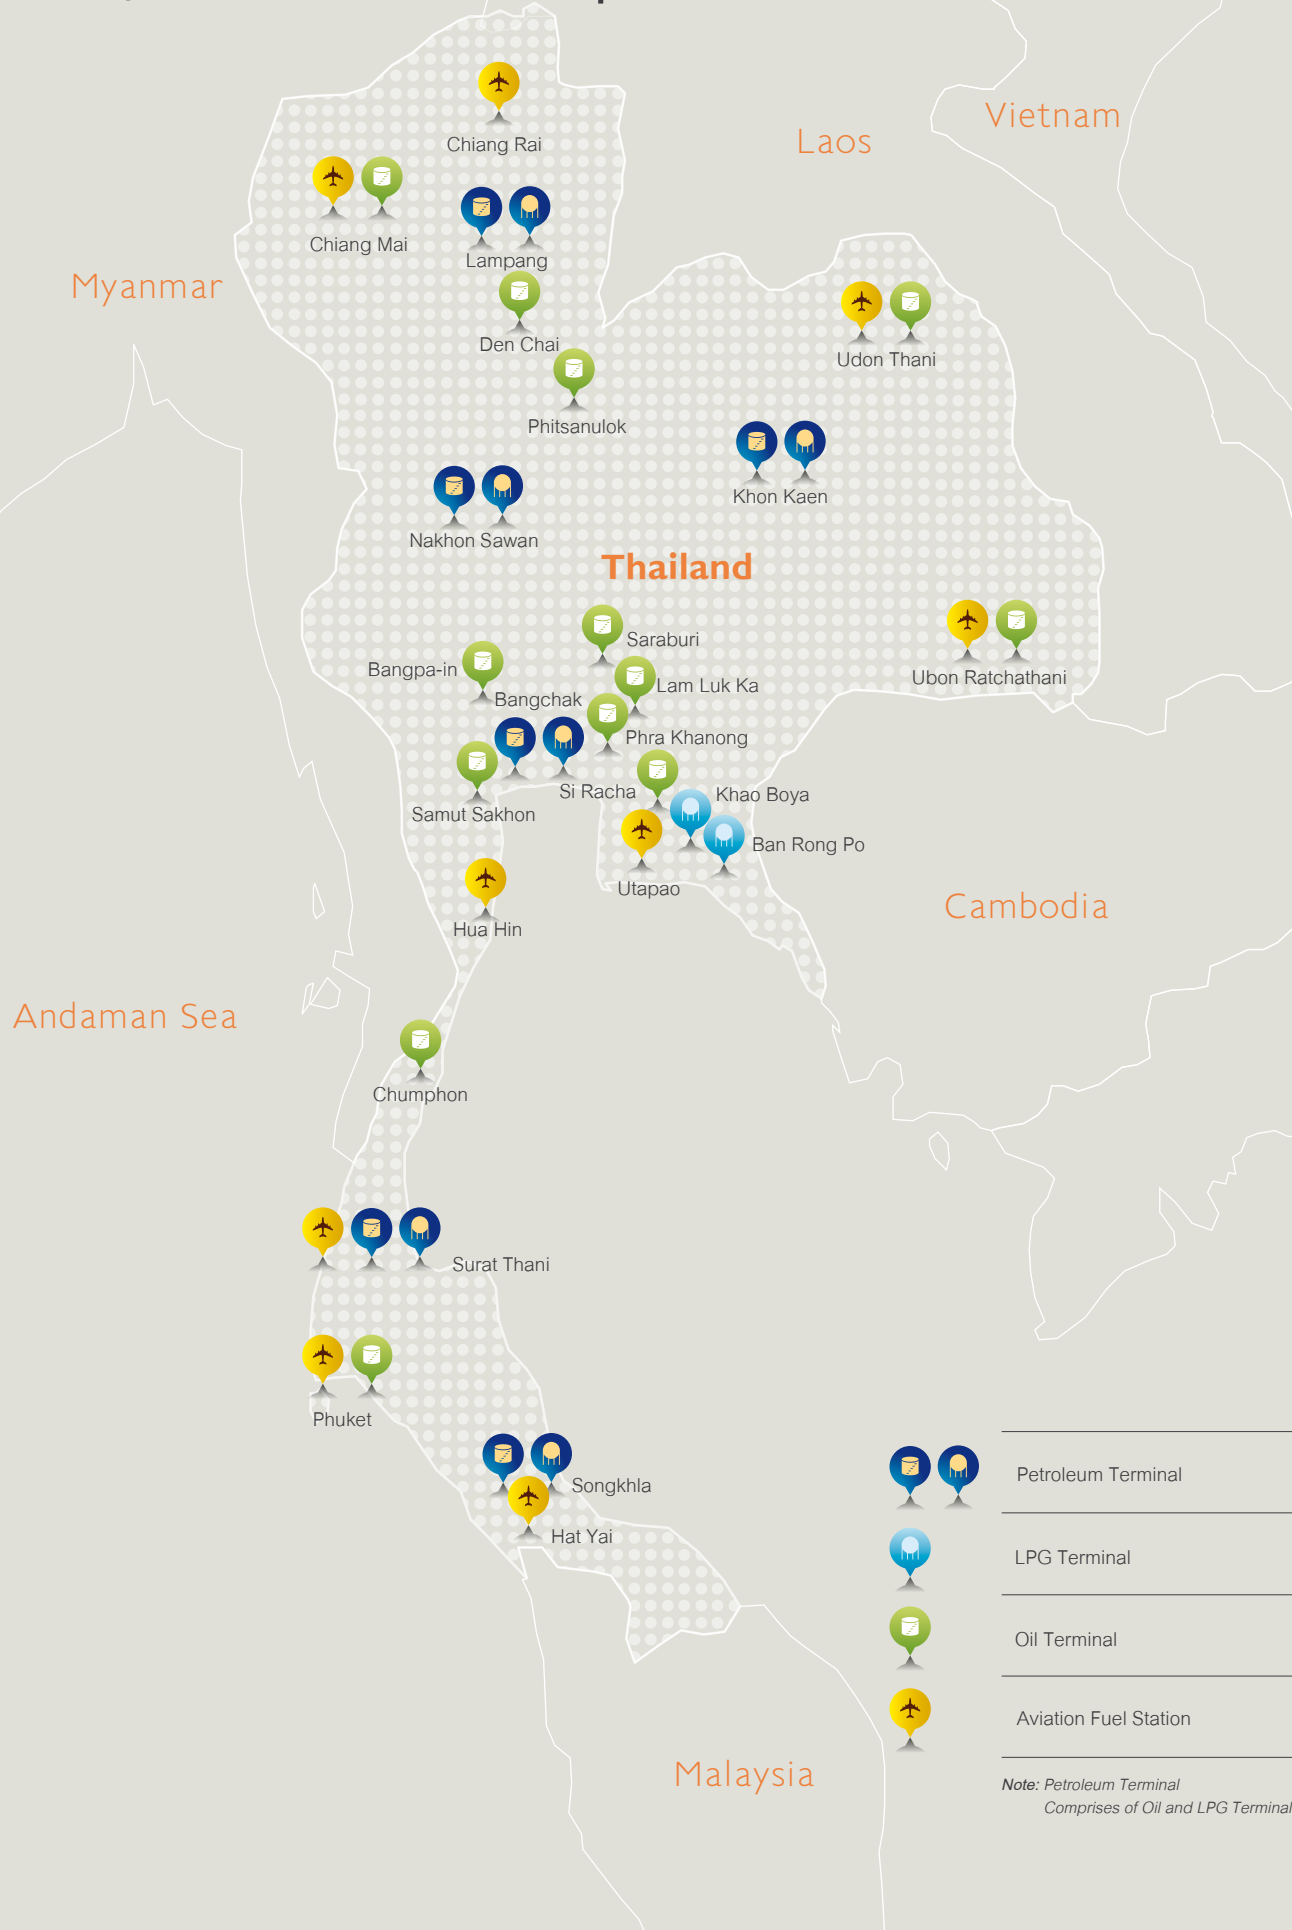 Vietnam
Laos
Chiang Rai
Chiang Mai
Lampang
Myanmar
Den Chai
Udon Thani
Phitsanulok
Khon Kaen
Nakhon Sawan
Thailand
Saraburi
Bangpa-in
Ubon Ratchathani
Lam Luk Ka
Bangchak
Phra Khanong
Si Racha
Khao Boya
Samut Sakhon
Ban Rong Po
Utapao
Cambodia
Hua Hin
Andaman Sea
Chumphon
Surat Thani
Phuket
Songkhla
Hat Yai
Petroleum Terminal
LPG Terminal
Oil Terminal
Aviation Fuel Station
Malaysia
Note: Petroleum Terminal
Comprises of Oil and LPG Terminal